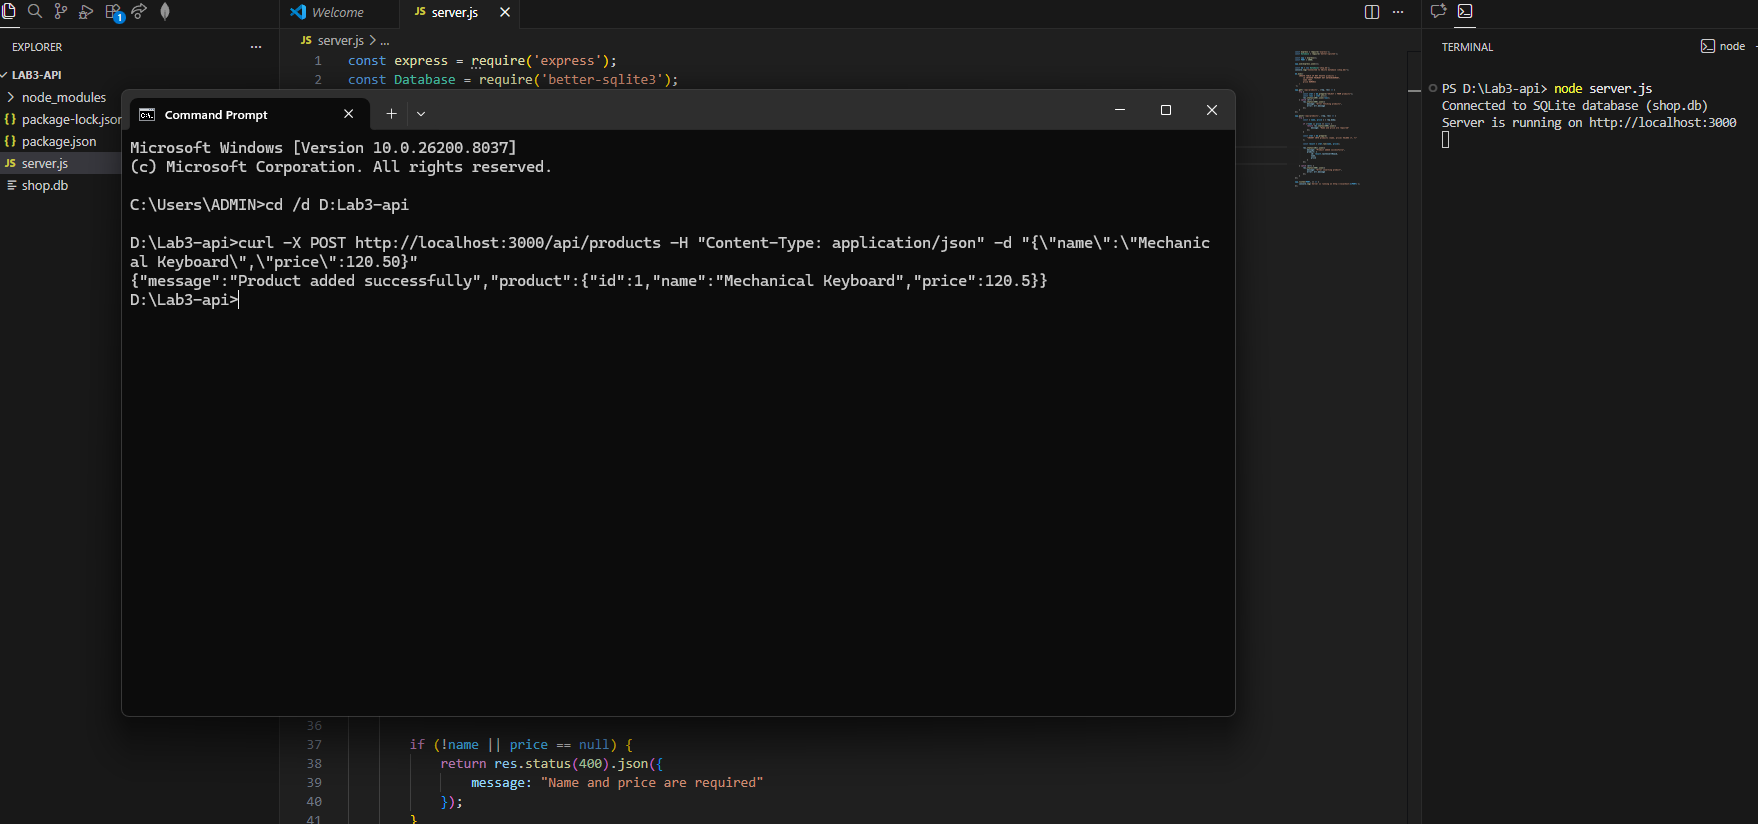 Welcome
JS server.js
EXPLORER
JS server.js > ...
TERMINAL
node
LAB3-API
node_modules
package-lock.json
package.json
JS server.js
shop.db
1
1 const express = require('express');
2 const Database = require('better-sqlite3');
Command Prompt
Microsoft Windows [Version 10.0.26200.8037]
(c) Microsoft Corporation. All rights reserved.
C:\Users\ADMIN>cd /d D:Lab3-api
D:\Lab3-api>curl -X POST http://localhost:3000/api/products -H "Content-Type: application/json" -d "{\"name\":\"Mechanic
al Keyboard\",\"price\":120.50}"
{"message":"Product added successfully","product":{"id":1,"name":"Mechanical Keyboard","price":120.5}}
D:\Lab3-api>
36
37 if (!name || price == null) {
38 return res.status(400).json({
39 message: "Name and price are required"
40 });
41 }
PS D:\Lab3-api> node server.js
Connected to SQLite database (shop.db)
Server is running on http://localhost:3000